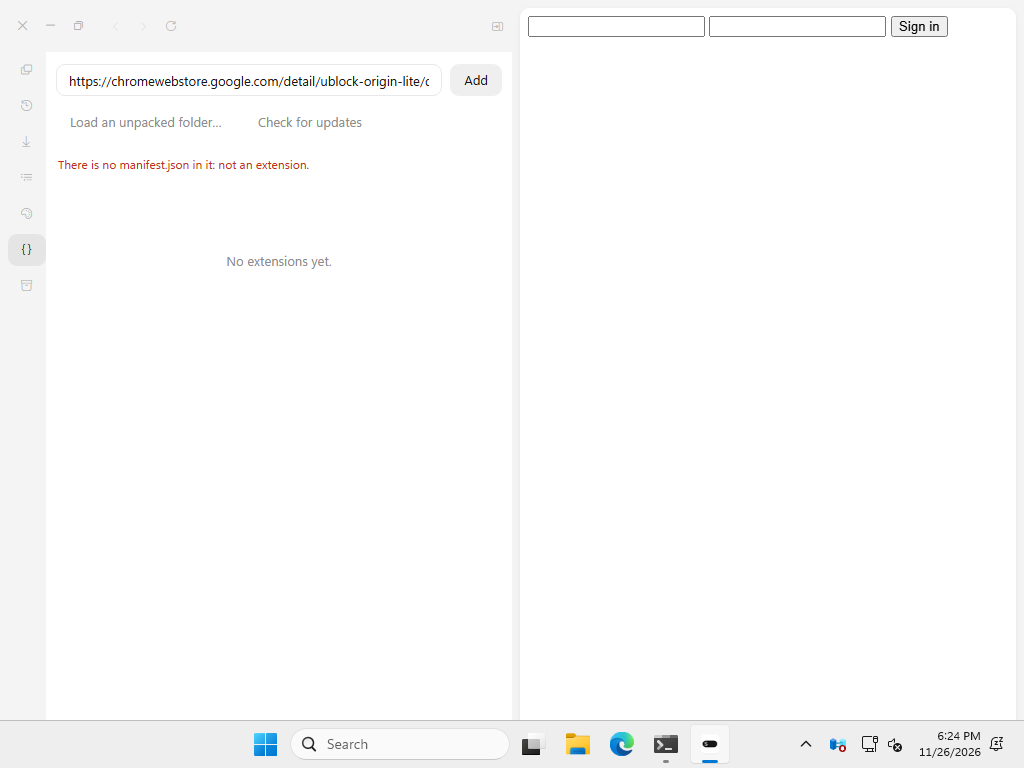 Sign in
https://chromewebstore.google.com/detail/ublock-origin-lite/
Add
Load an unpacked folder...
Check for updates
There is no manifest.json in it: not an extension.
{}
No extensions yet.
Search
6:24 PM
11/26/2026